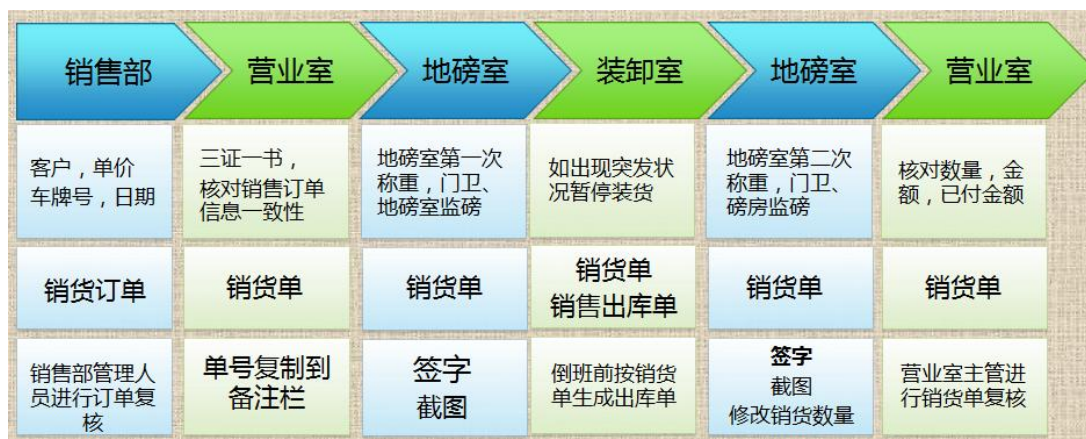 销售部
营业室
地磅室
装卸室
地磅室
营业室
客户，单价
车牌号，日期
三证一书，
核对销售订单
信息一致性
地磅室第一次
称重，门卫、
地磅室监磅
如出现突发状
况暂停装货
地磅室第二次
称重，门卫、
磅房监磅
核对数量，金
额，已付金额
销货订单
销货单
销货单
销货单
销售出库单
销货单
销货单
销售部管理人
员进行订单复
核
单号复制到
备注栏
签字
截图
倒班前按销货
单生成出库单
签字
截图
修改销货数量
营业室主管进
行销货单复核